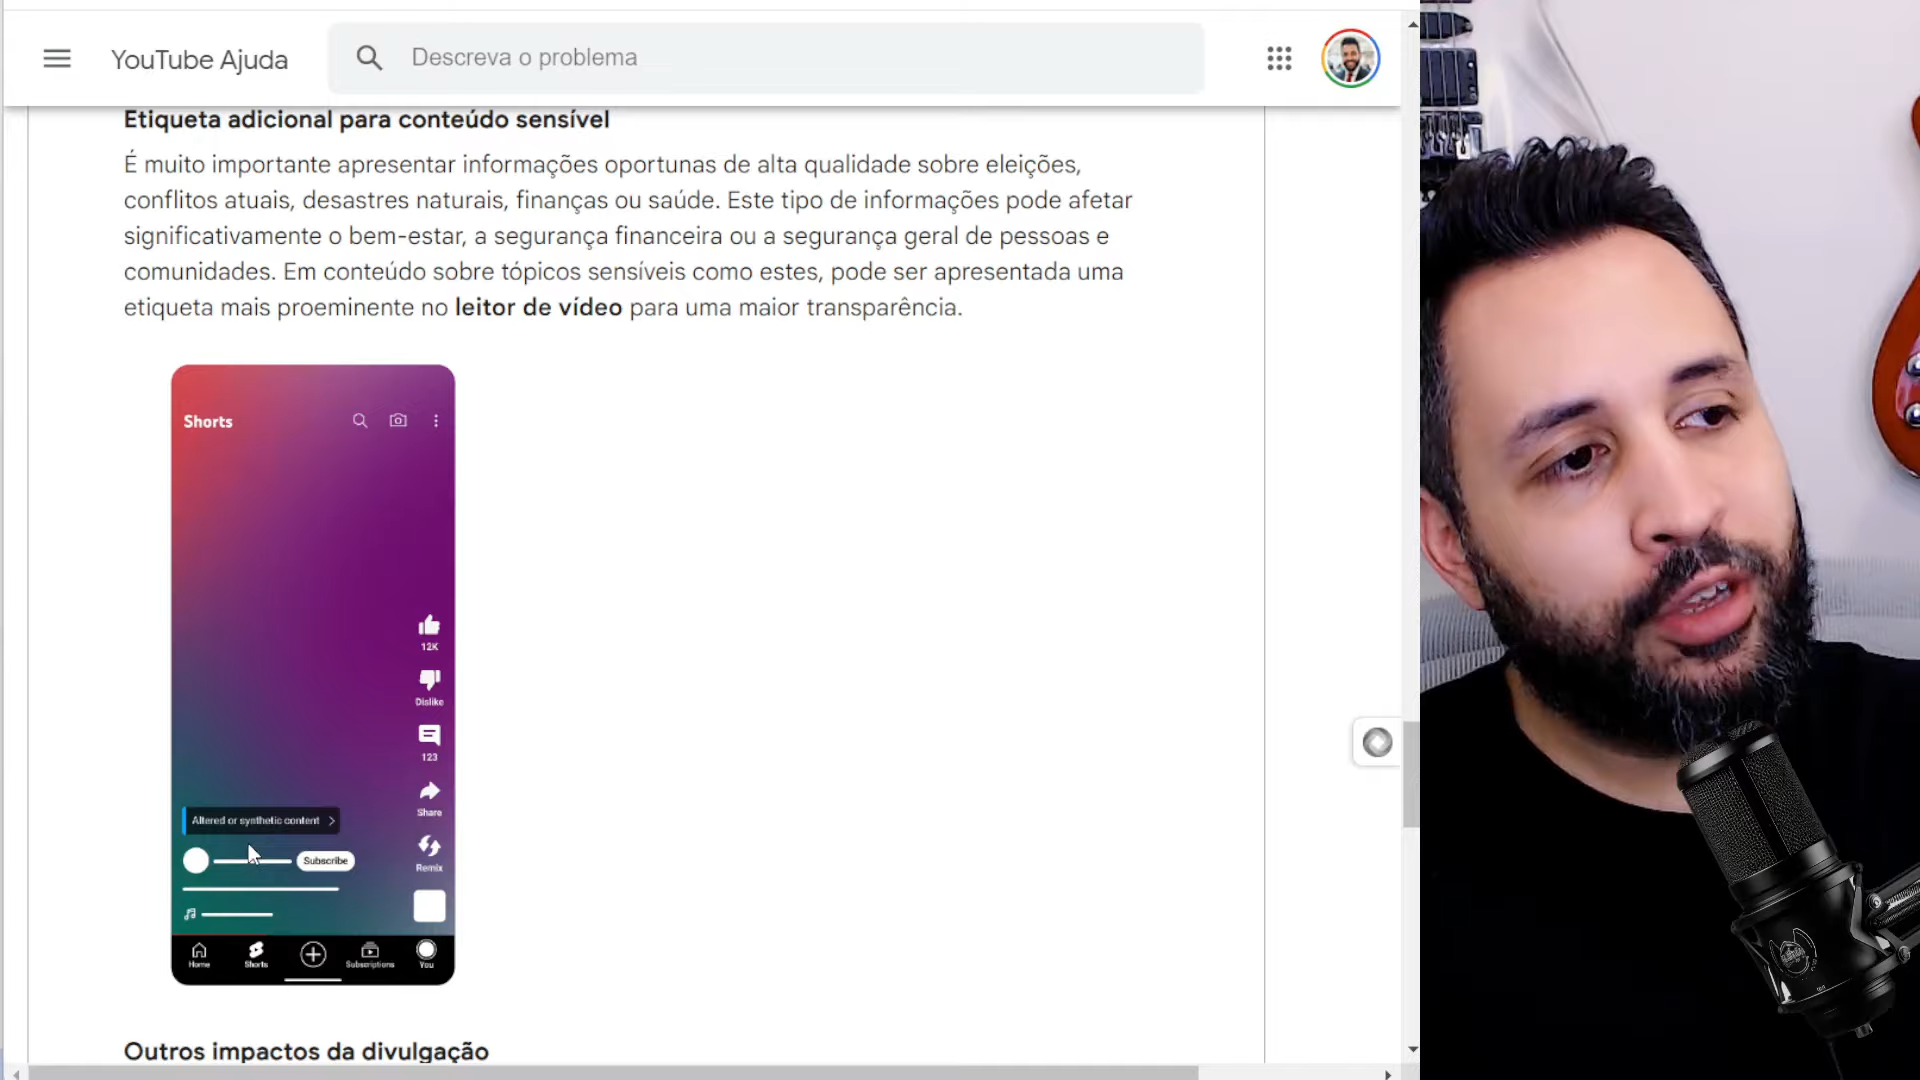 YouTube Ajuda
Descreva o problema
Etiqueta adicional para conteúdo sensível
É muito importante apresentar informações oportunas de alta qualidade sobre eleições,
conflitos atuais, desastres naturais, finanças ou saúde. Este tipo de informações pode afetar
significativamente o bem-estar, a segurança financeira ou a segurança geral de pessoas e
comunidades. Em conteúdo sobre tópicos sensíveis como estes, pode ser apresentada uma
etiqueta mais proeminente no leitor de vídeo para uma maior transparência.
Shorts
12K
Dislike
123
Share
Altered or synthetic content
Subscribe
Remix
Home
Shorts
Subscriptions
You
Outros impactos da divulgação